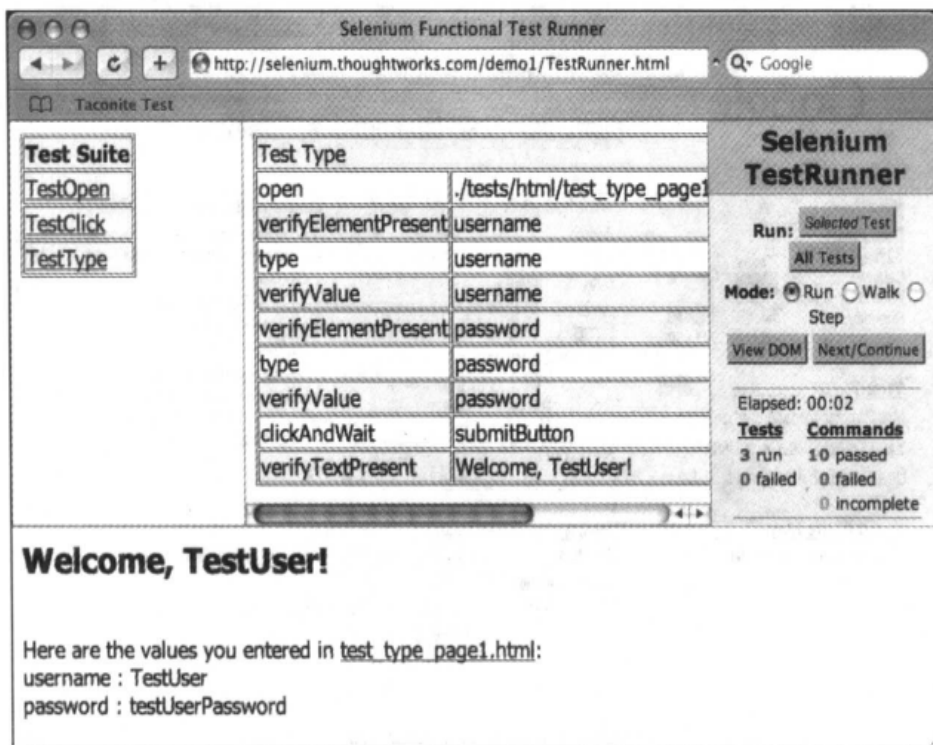 Selenium Functional Test Runner
http://selenium.thoughtworks.com/demo1/TestRunner.html
Google
Taconite Test
Test Suite
TestOpen
TestClick
TestType
Test Type
open ./tests/html/test_type_page1
verifyElementPresent username
type username
verifyValue username
verifyElementPresent password
type password
verifyValue password
clickAndWait submitButton
verifyTextPresent Welcome, TestUser!
Selenium
TestRunner
Run: Selected Test
All Tests
Mode: Run Walk
Step
View DOM Next/Continue
Elapsed: 00:02
Tests Commands
3 run 10 passed
0 failed 0 failed
0 incomplete
Welcome, TestUser!
Here are the values you entered in test_type_page1.html:
username : TestUser
password : testUserPassword